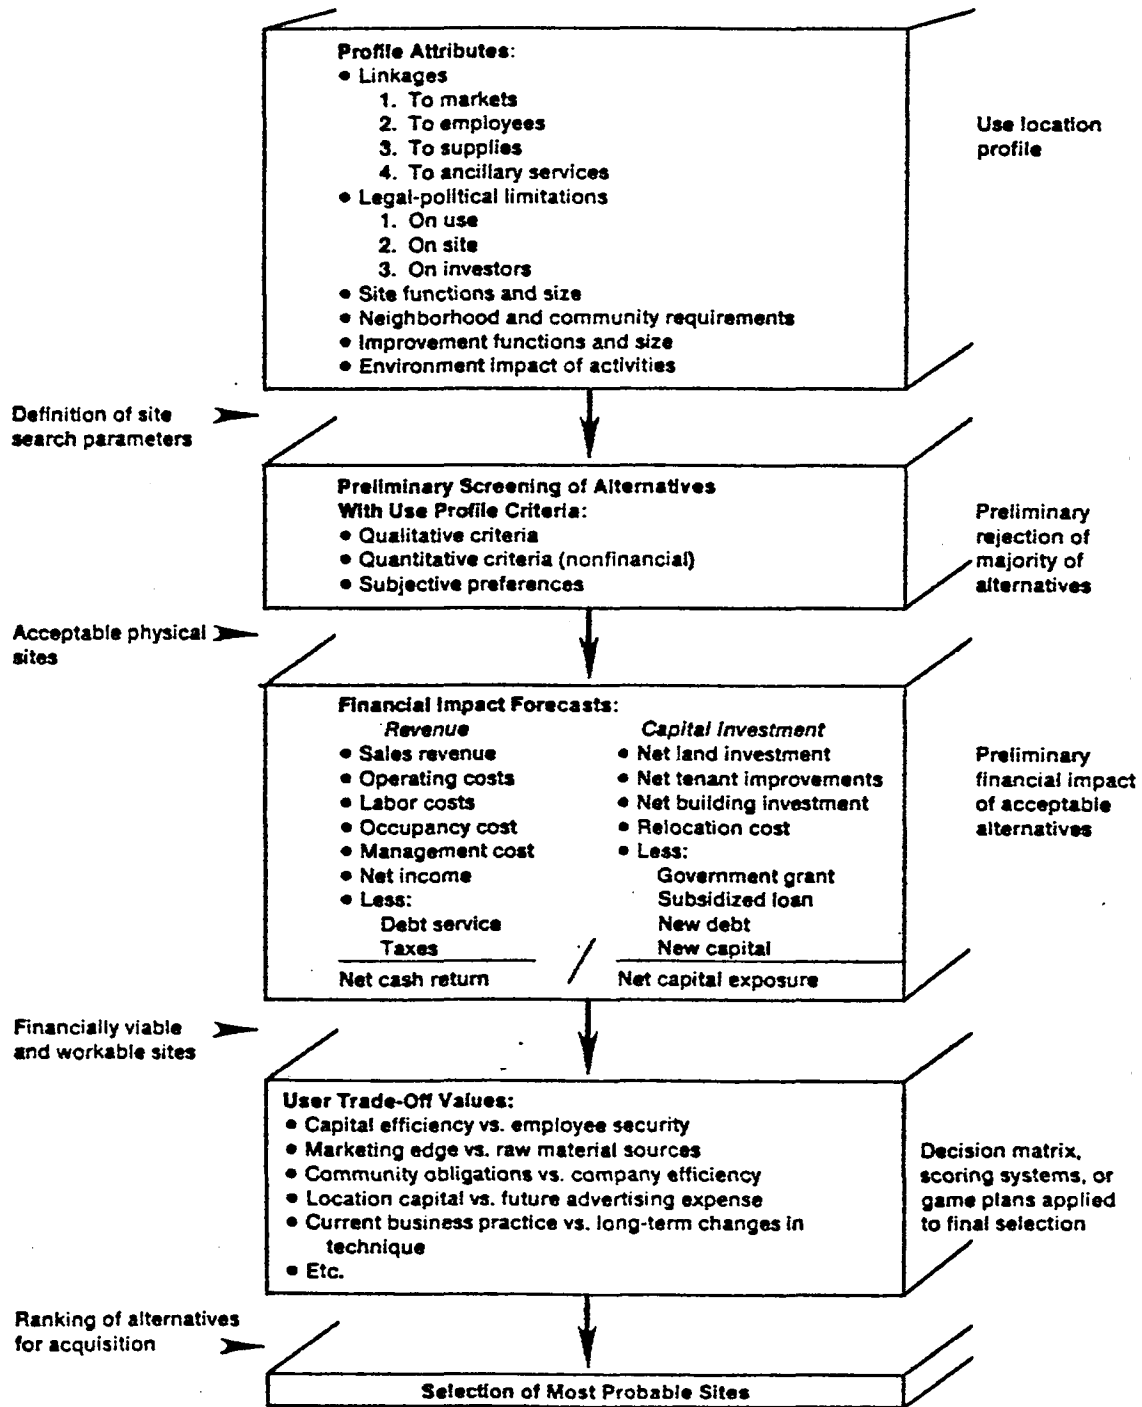 Profile Attributes:
• Linkages
1. To markets
2. To employees
3. To supplies
4. To ancillary services
• Legal-political limitations
1. On use
2. On site
3. On investors
• Site functions and size
• Neighborhood and community requirements
• Improvement functions and size
• Environment impact of activities
Use location
profile
Definition of site
search parameters
Preliminary Screening of Alternatives
With Use Profile Criteria:
• Qualitative criteria
• Quantitative criteria (nonfinancial)
• Subjective preferences
Preliminary
rejection of
majority of
alternatives
Acceptable physical
sites
Financial Impact Forecasts:
Revenue
• Sales revenue
• Operating costs
• Labor costs
• Occupancy cost
• Management cost
• Net income
• Less:
Debt service
Taxes
Net cash return
/
Capital Investment
• Net land investment
• Net tenant improvements
• Net building investment
• Relocation cost
• Less:
Government grant
Subsidized loan
New debt
New capital
Net capital exposure
Preliminary
financial impact
of acceptable
alternatives
Financially viable
and workable sites
User Trade-Off Values:
• Capital efficiency vs. employee security
• Marketing edge vs. raw material sources
• Community obligations vs. company efficiency
• Location capital vs. future advertising expense
• Current business practice vs. long-term changes in
technique
• Etc.
Decision matrix,
scoring systems, or
game plans applied
to final selection
Ranking of alternatives
for acquisition
Selection of Most Probable Sites